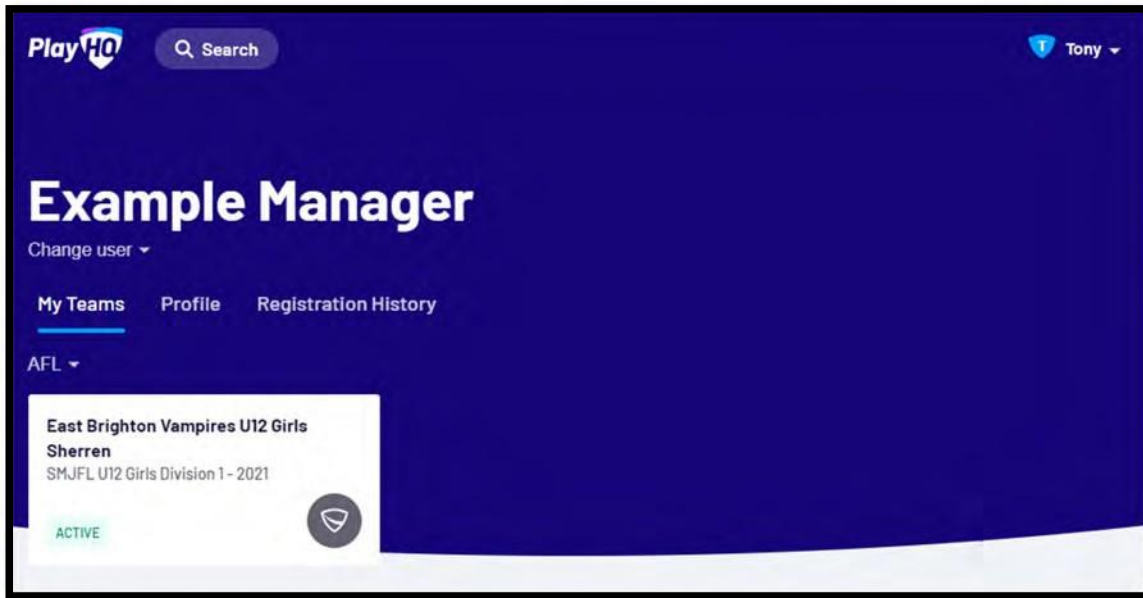 PlayHQ
Search
T Tony
Example Manager
Change user
My Teams Profile Registration History
AFL
East Brighton Vampires U12 Girls
Sherren
SMJFL U12 Girls Division 1 - 2021
ACTIVE